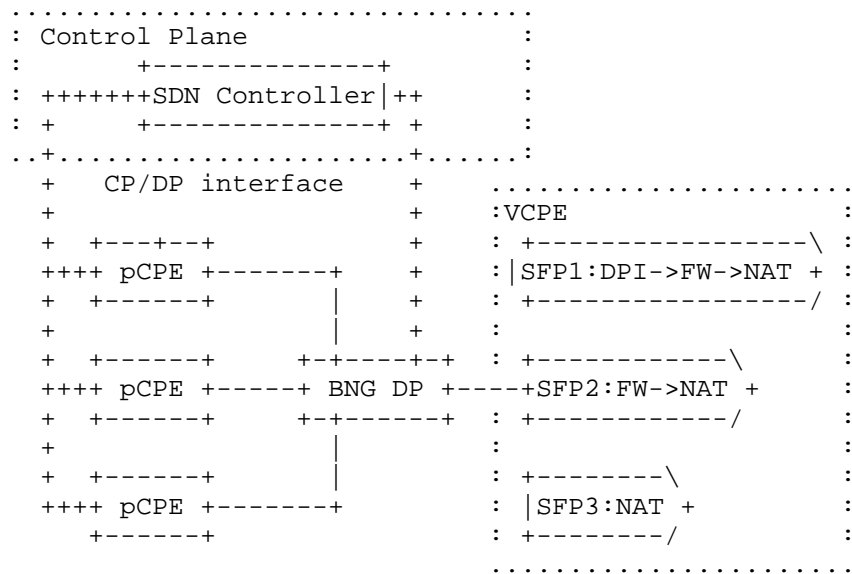 Control Plane
SDN Controller
CP/DP interface
VCPE
pCPE SFP1:DPI->FW->NAT
pCPE BNG DP SFP2:FW->NAT
pCPE SFP3:NAT